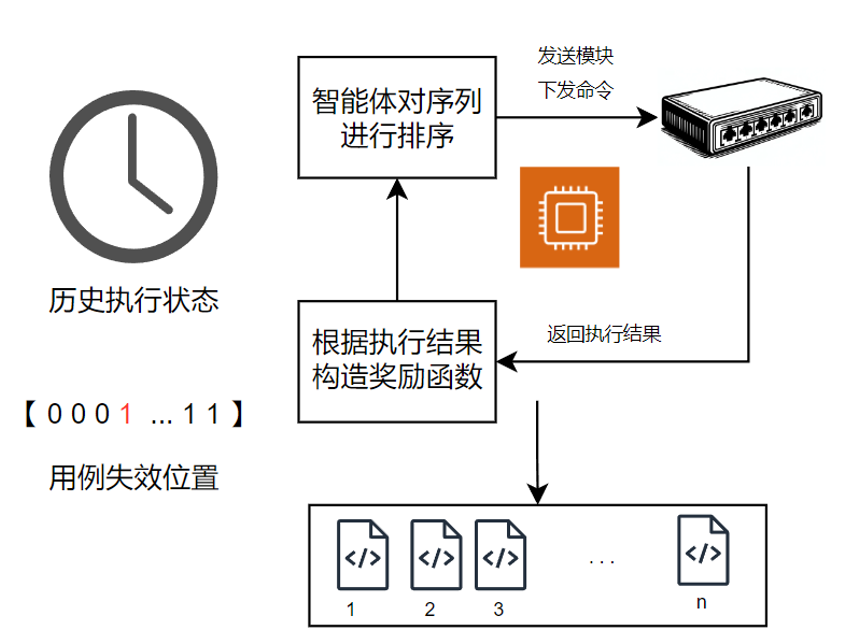 发送模块
下发命令
智能体对序列
进行排序
历史执行状态
返回执行结果
根据执行结果
构造奖励函数
【 0 0 0 1 ... 1 1 】
用例失效位置
</> </> </> ... </>
1 2 3 n